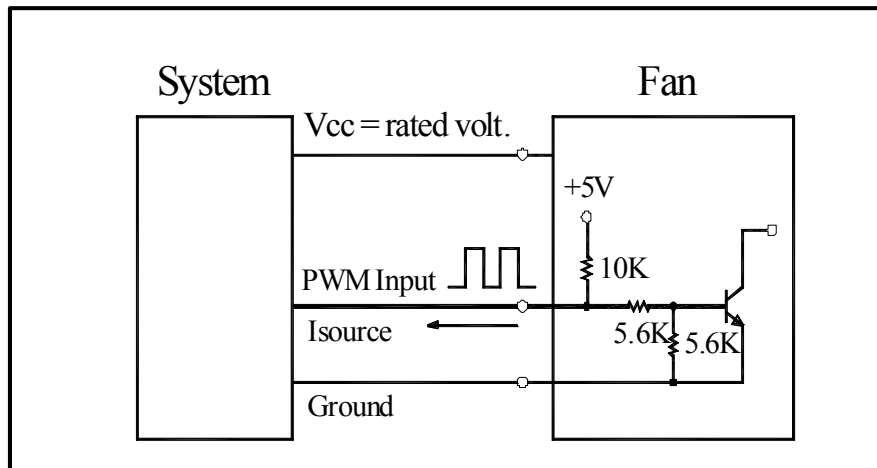 System
Fan
Vcc = rated volt.
+5V
10K
PWM Input
5.6K
5.6K
Isource
Ground